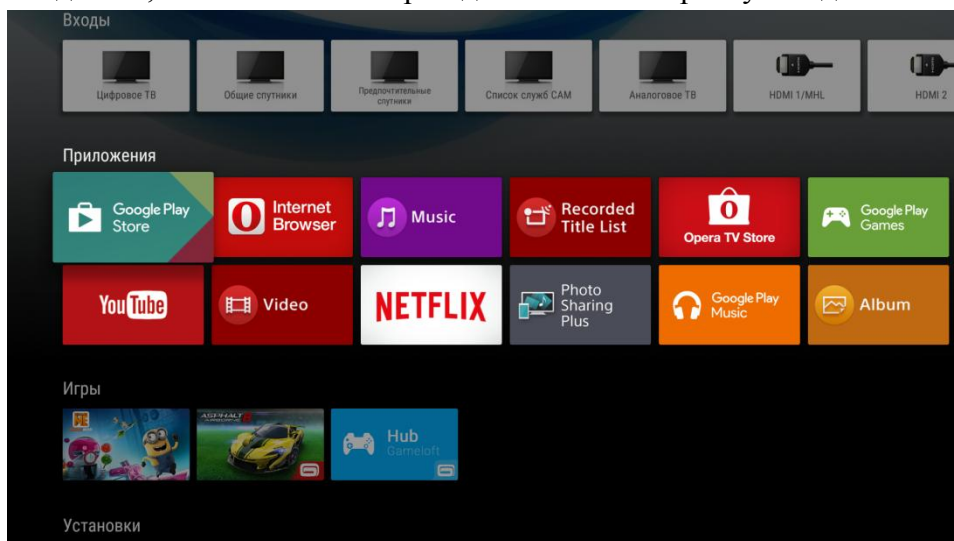 Входы
Цифровое ТВ
Общие спутники
Предпочтительные
спутники
Список служб CAM
Аналоговое ТВ
HDMI 1/MHL
HDMI 2
Приложения
Google Play
Store
Internet
Browser
Music
Recorded
Title List
Opera TV Store
Google Play
Games
YouTube
Video
NETFLIX
Photo
Sharing
Plus
Google Play
Music
Album
Игры
ASPHALT
Hub
Gameloft
Установки